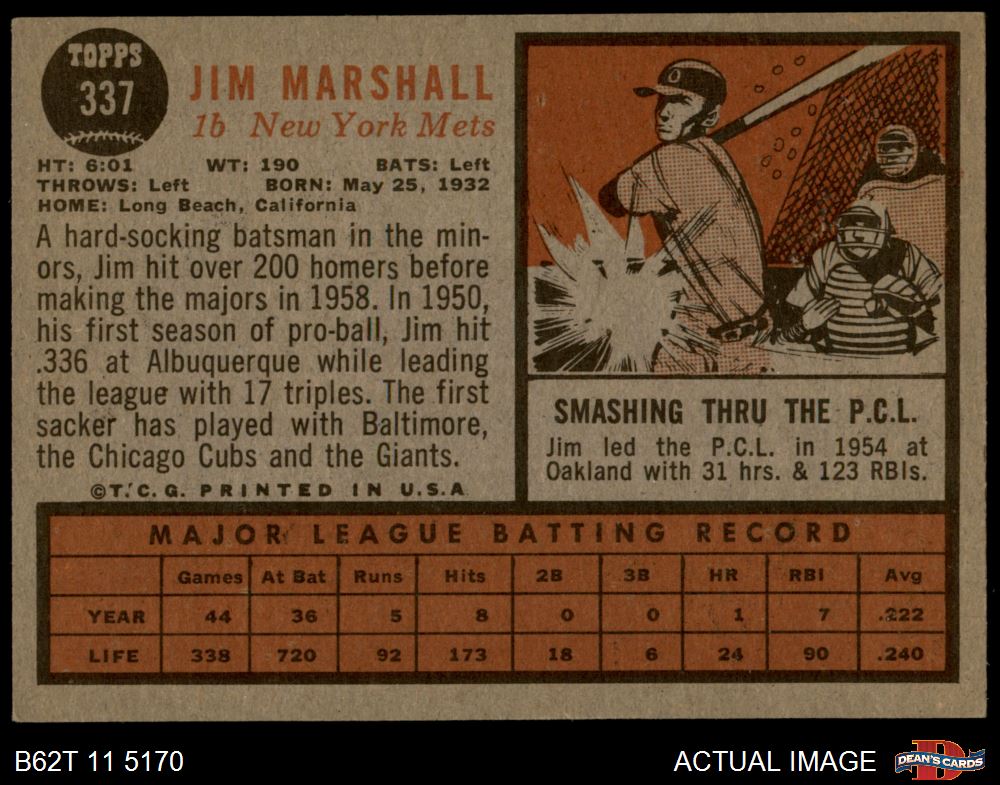 TOPPS
337
JIM MARSHALL
1b New York Mets
HT: 6:01 WT: 190 BATS: Left
THROWS: Left BORN: May 25, 1932
HOME: Long Beach, California
A hard-socking batsman in the min-
ors, Jim hit over 200 homers before
making the majors in 1958. In 1950,
his first season of pro-ball, Jim hit
.336 at Albuquerque while leading
the league with 17 triples. The first
sacker has played with Baltimore,
the Chicago Cubs and the Giants.
©T.C.G. PRINTED IN U.S.A
O
SMASHING THRU THE P.C.L.
Jim led the P.C.L. in 1954 at
Oakland with 31 hrs. & 123 RBIs.
MAJOR LEAGUE BATTING RECORD
Games At Bat Runs Hits 2B 3B HR RBI Avg
YEAR 44 36 5 8 0 0 1 7 .222
LIFE 338 720 92 173 18 6 24 90 .240
B62T 11 5170
ACTUAL IMAGE
D
DEAN'S CARDS